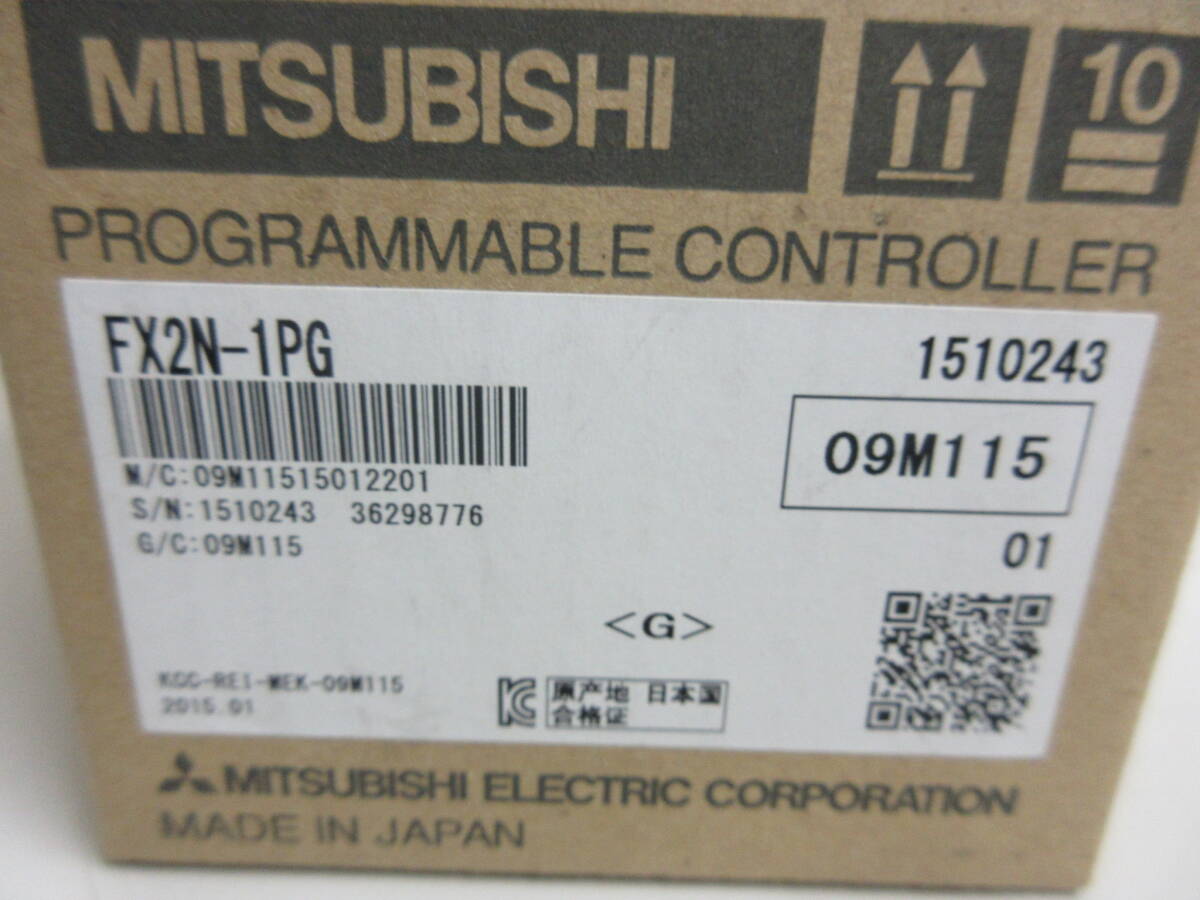 MITSUBISHI
10
PROGRAMMABLE CONTROLLER
FX2N-1PG
1510243
09M115
M/C:09M11515012201
S/N:1510243 36298776
G/C:09M115
01
<G>
KCC-REI-MEK-09M115
2015.01
原产地 日本国
合格证
MITSUBISHI ELECTRIC CORPORATION
MADE IN JAPAN